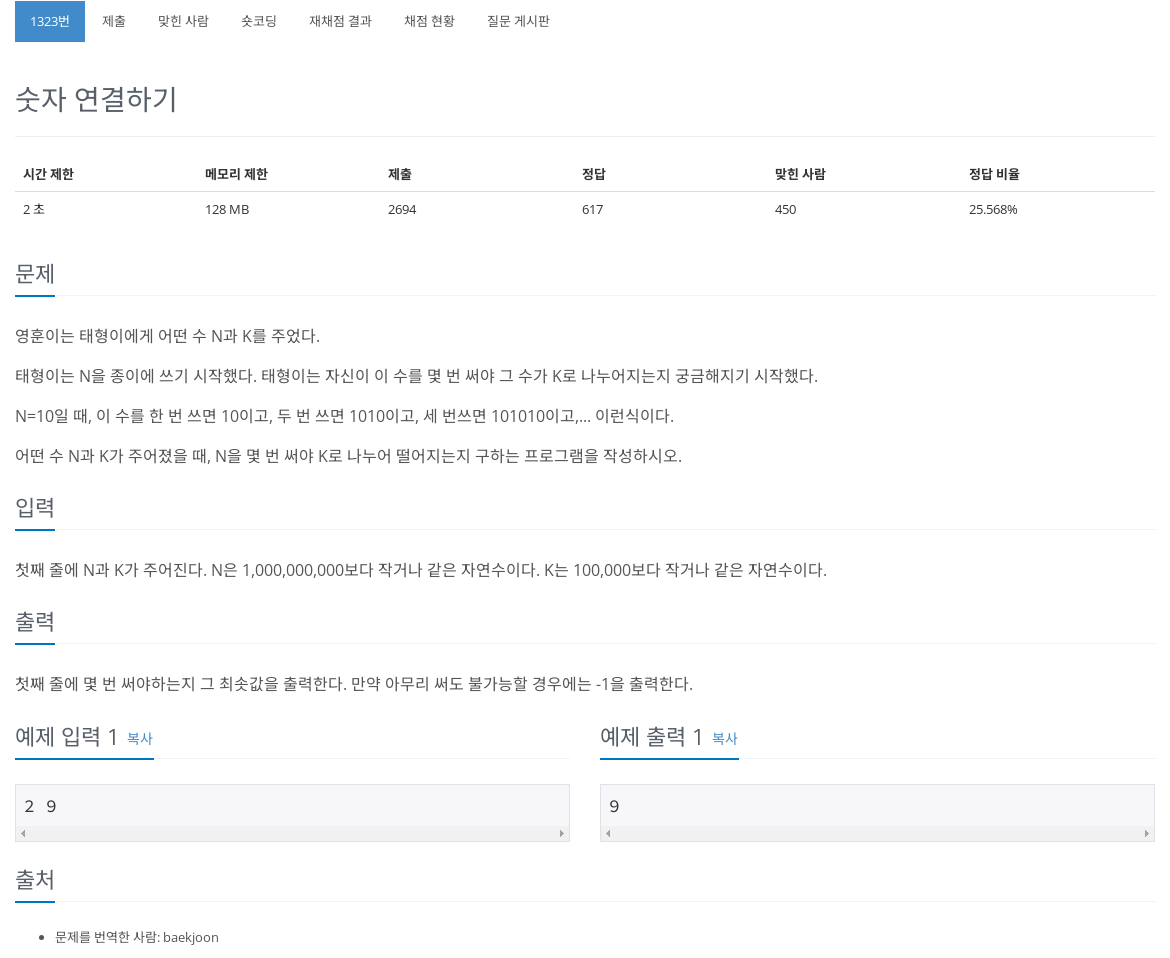 1323번 제출 맞힌 사람 숏코딩 재채점 결과 채점 현황 질문 게시판
숫자 연결하기
시간 제한 메모리 제한 제출 정답 맞힌 사람 정답 비율
2 초 128 MB 2694 617 450 25.568%
문제
영훈이는 태형이에게 어떤 수 N과 K를 주었다.
태형이는 N을 종이에 쓰기 시작했다. 태형이는 자신이 이 수를 몇 번 써야 그 수가 K로 나누어지는지 궁금해지기 시작했다.
N=10일 때, 이 수를 한 번 쓰면 10이고, 두 번 쓰면 1010이고, 세 번쓰면 101010이고,... 이런식이다.
어떤 수 N과 K가 주어졌을 때, N을 몇 번 써야 K로 나누어 떨어지는지 구하는 프로그램을 작성하시오.
입력
첫째 줄에 N과 K가 주어진다. N은 1,000,000,000보다 작거나 같은 자연수이다. K는 100,000보다 작거나 같은 자연수이다.
출력
첫째 줄에 몇 번 써야하는지 그 최솟값을 출력한다. 만약 아무리 써도 불가능할 경우에는 -1을 출력한다.
예제 입력 1 복사 예제 출력 1 복사
2 9 9
출처
문제를 번역한 사람: baekjoon